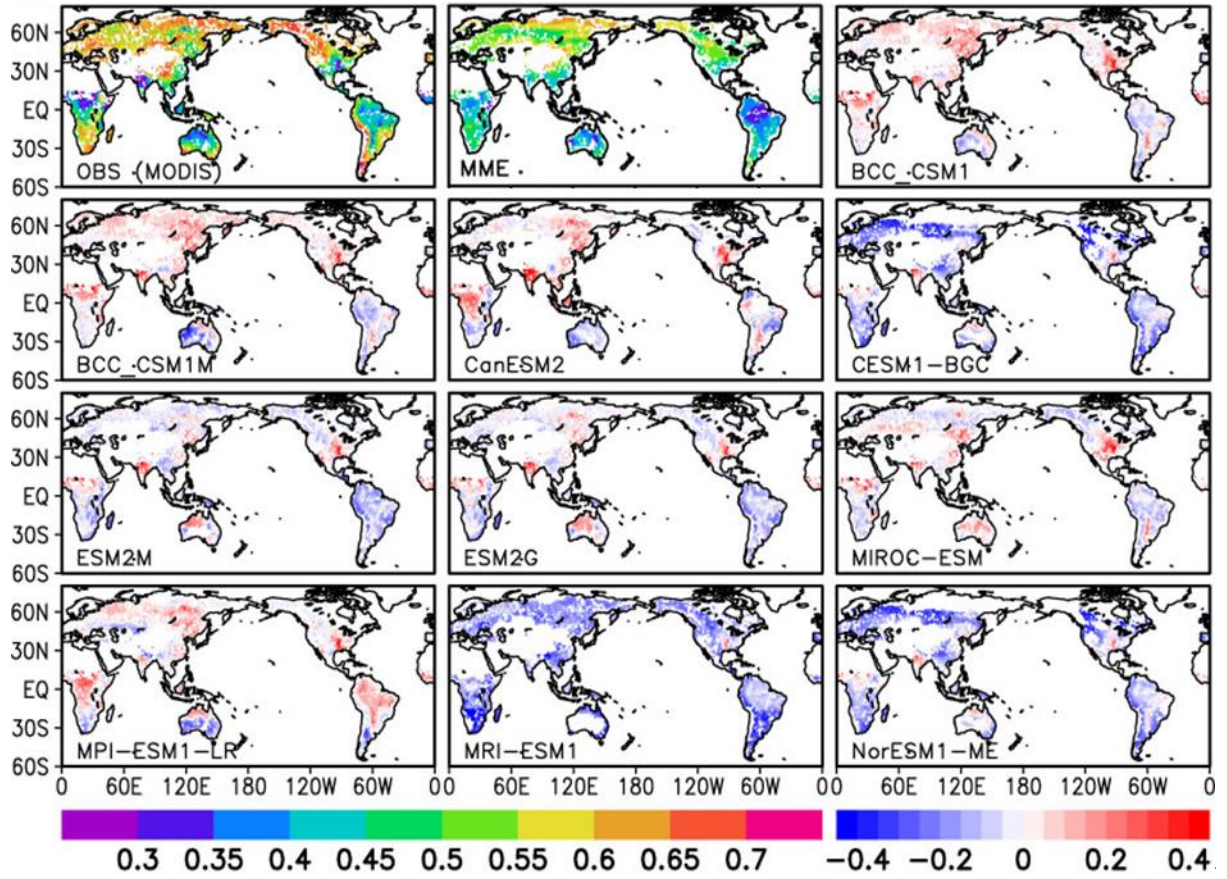 60N
30N
EQ
30S
60S
OBS (MODIS)
MME
BCC_CSM1
60N
30N
EQ
30S
60S
BCC_CSM1M
CanESM2
CESM1-BGC
60N
30N
EQ
30S
60S
ESM2M
ESM2G
MIROC-ESM
60N
30N
EQ
30S
60S
MPI-ESM1-LR
MRI-ESM1
NorESM1-ME
0 60E 120E 180 120W 60W 0 0 60E 120E 180 120W 60W 0 0 60E 120E 180 120W 60W 0
0.3 0.35 0.4 0.45 0.5 0.55 0.6 0.65 0.7
-0.4 -0.2 0 0.2 0.4